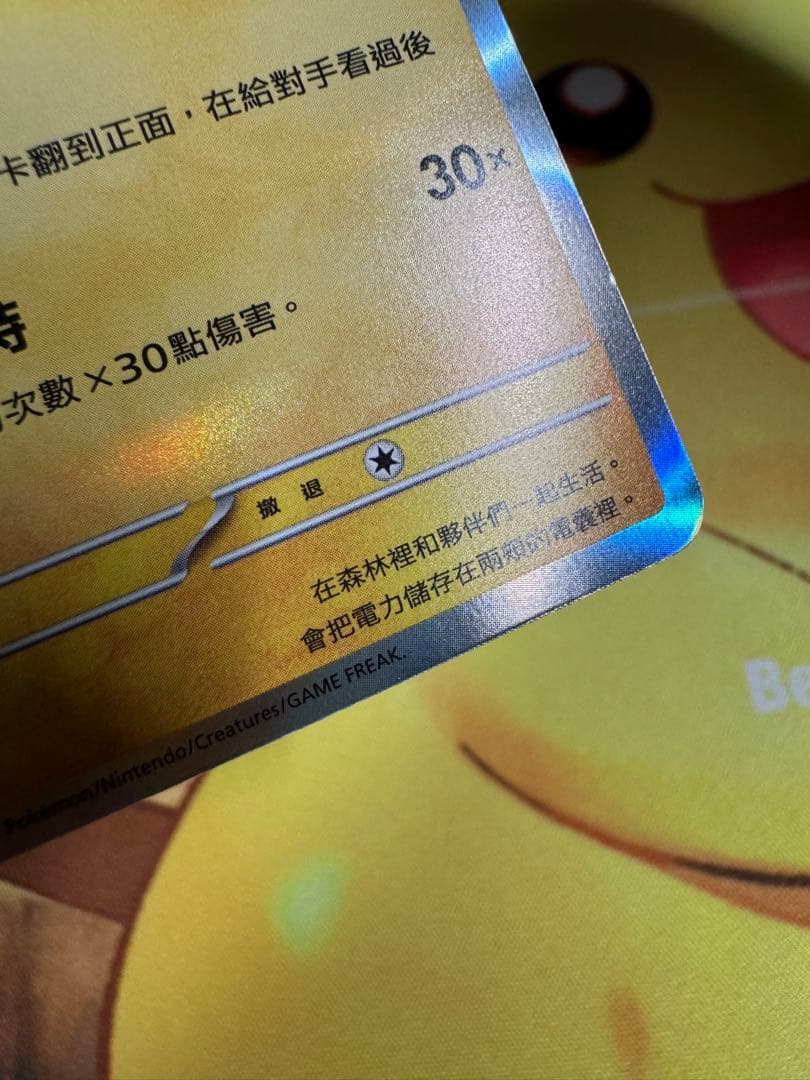 卡翻到正面，在給對手看過後
30×
時
次數×30點傷害。
撤退
在森林裡和夥伴們一起生活。
會把電力儲存在兩頰的電囊裡。
Pokémon/Nintendo/Creatures/GAME FREAK.
Be